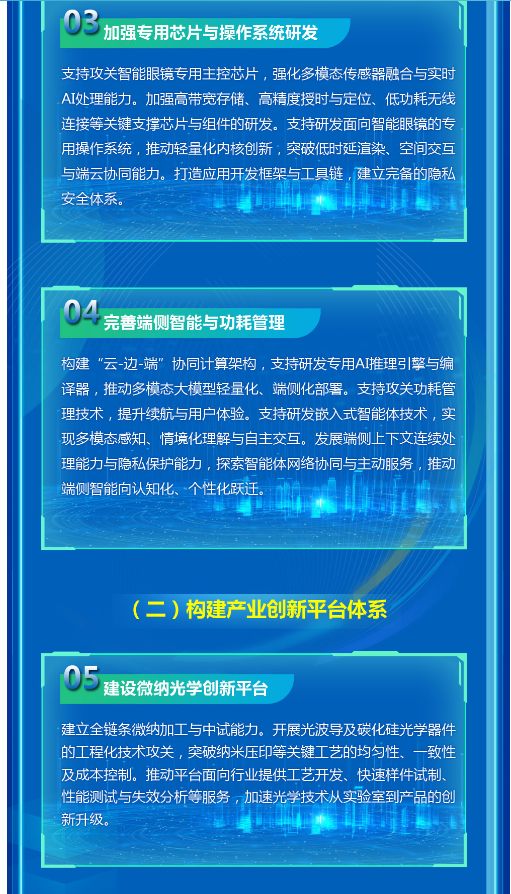 03 加强专用芯片与操作系统研发
支持攻关智能眼镜专用主控芯片，强化多模态传感器融合与实时
AI处理能力。加强高带宽存储、高精度授时与定位、低功耗无线
连接等关键支撑芯片与组件的研发。支持研发面向智能眼镜的专
用操作系统，推动轻量化内核创新，突破低时延渲染、空间交互
与端云协同能力。打造应用开发框架与工具链，建立完备的隐私
安全体系。
04 完善端侧智能与功耗管理
构建“云-边-端”协同计算架构，支持研发专用AI推理引擎与编
译器，推动多模态大模型轻量化、端侧化部署。支持攻关功耗管
理技术，提升续航与用户体验。支持研发嵌入式智能体技术，实
现多模态感知、情境化理解与自主交互。发展端侧上下文连续处
理能力与隐私保护能力，探索智能体网络协同与主动服务，推动
端侧智能向认知化、个性化跃迁。
（二）构建产业创新平台体系
05 建设微纳光学创新平台
建立全链条微纳加工与中试能力。开展光波导及碳化硅光学器件
的工程化技术攻关，突破纳米压印等关键工艺的均匀性、一致性
及成本控制。推动平台面向行业提供工艺开发、快速样件试制、
性能测试与失效分析等服务，加速光学技术从实验室到产品的创
新升级。